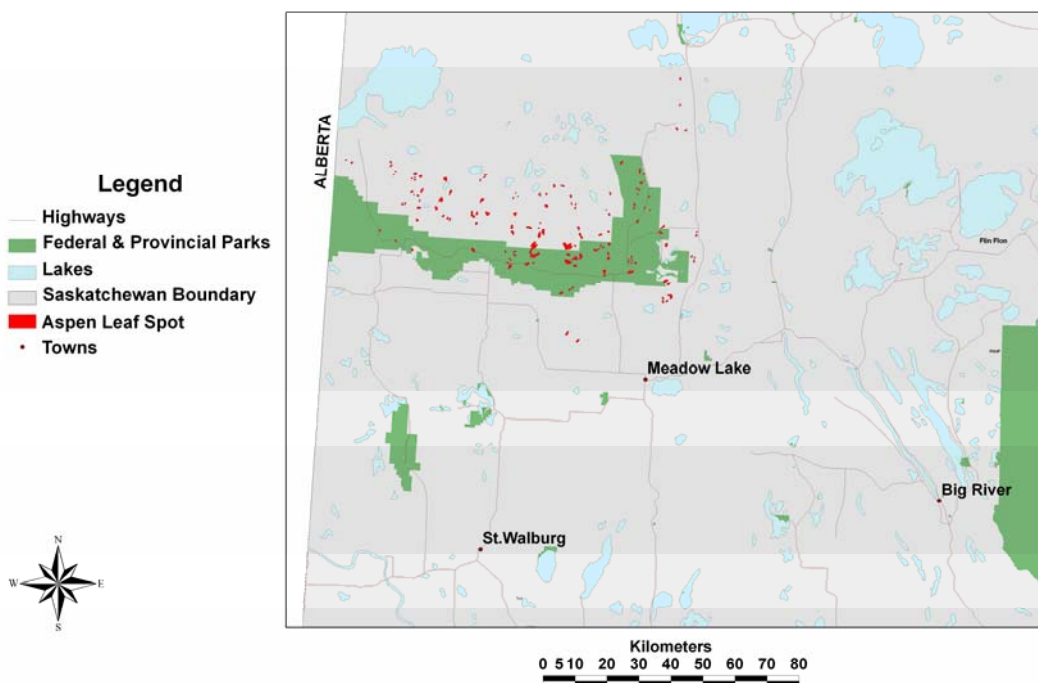 ALBERTA
Legend
Highways
Federal & Provincial Parks
Lakes
Saskatchewan Boundary
Aspen Leaf Spot
Towns
Flin Flon
Meadow Lake
Big River
St.Walburg
N
W
E
S
Kilometers
0 5 10 20 30 40 50 60 70 80